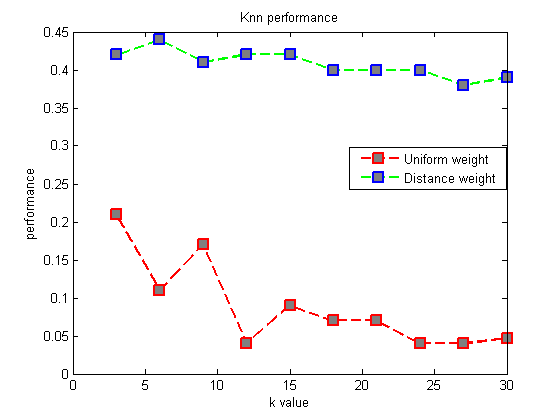 Knn performance
0.45
0.4
0.35
0.3
0.25
0.2
0.15
0.1
0.05
0
performance
Uniform weight
Distance weight
0 5 10 15 20 25 30
k value